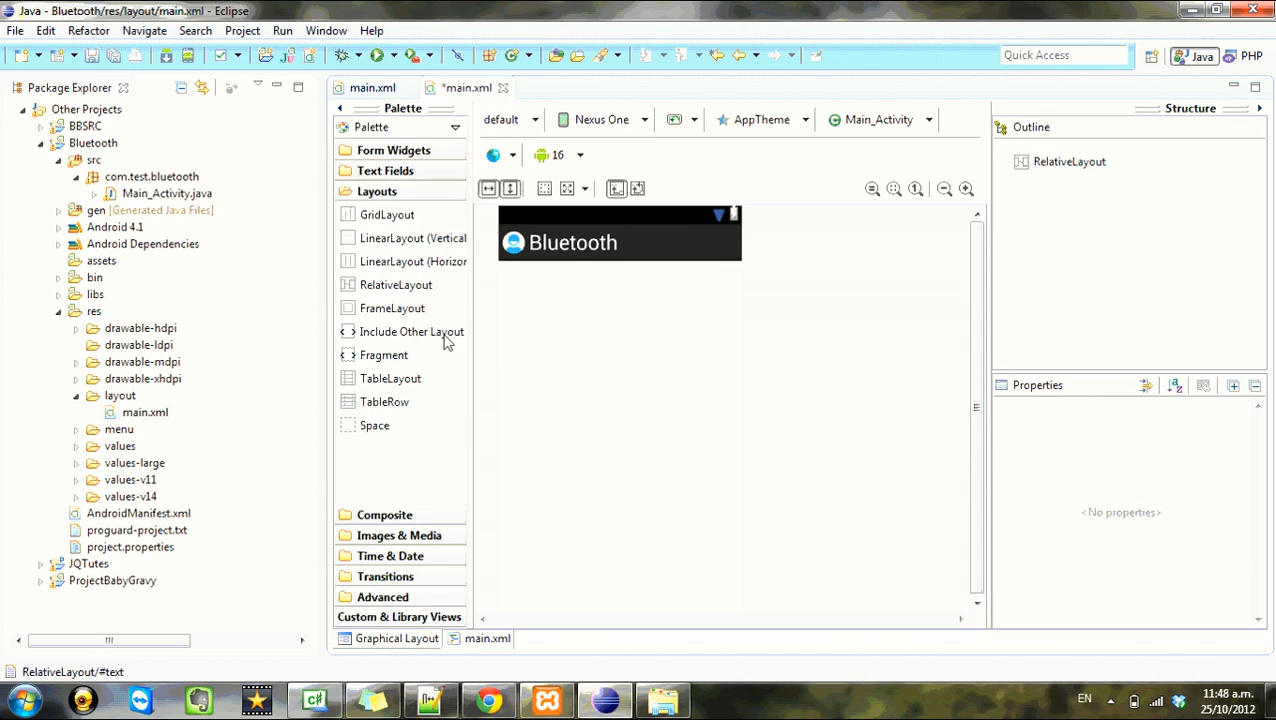 Java - Bluetooth/res/layout/main.xml - Eclipse
File Edit Refactor Navigate Search Project Run Window Help
Quick Access
Java
PHP
Package Explorer
Other Projects
BBSRC
Bluetooth
src
com.test.bluetooth
Main_Activity.java
gen [Generated Java Files]
Android 4.1
Android Dependencies
assets
bin
libs
res
drawable-hdpi
drawable-ldpi
drawable-mdpi
drawable-xhdpi
layout
main.xml
menu
values
values-large
values-v11
values-v14
AndroidManifest.xml
proguard-project.txt
project.properties
JQTutes
ProjectBabyGravy
main.xml
*main.xml
Palette
Palette
Form Widgets
Text Fields
Layouts
GridLayout
LinearLayout (Vertical
LinearLayout (Horizor
RelativeLayout
FrameLayout
Include Other Layout
Fragment
TableLayout
TableRow
Space
Composite
Images & Media
Time & Date
Transitions
Advanced
Custom & Library Views
Graphical Layout
main.xml
default
Nexus One
AppTheme
Main_Activity
16
Bluetooth
Structure
Outline
RelativeLayout
Properties
<No properties>
RelativeLayout/#text
EN
11:48 a.m.
25/10/2012